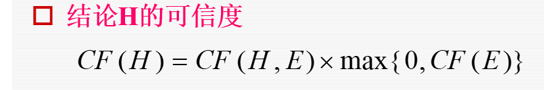 结论H的可信度
CF(H) = CF(H, E) × max{0, CF(E)}